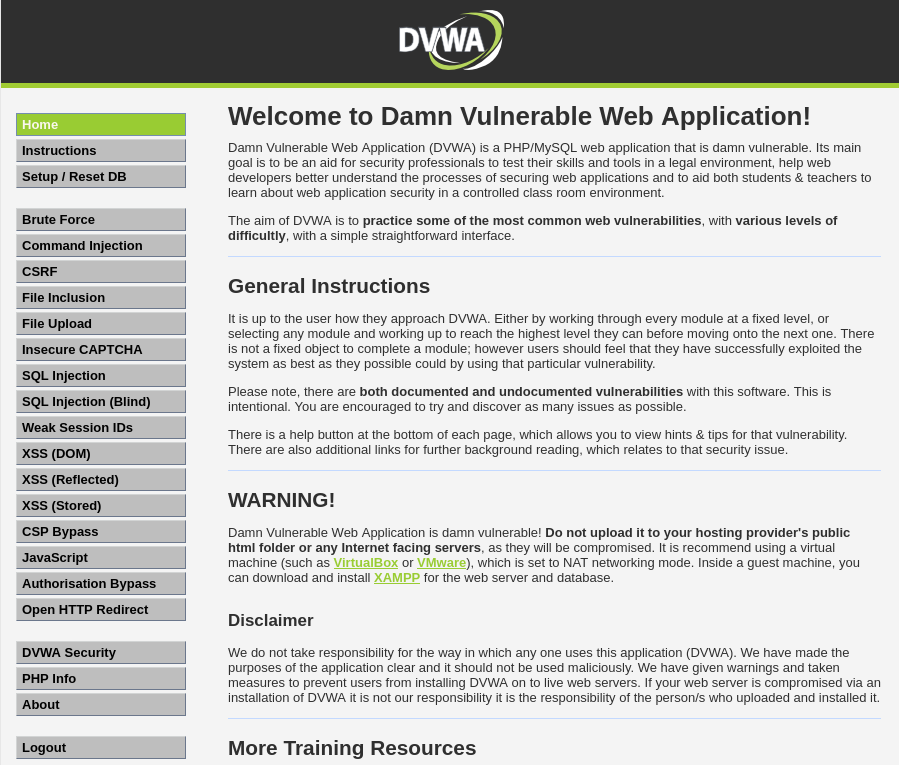 DVWA
Home
Instructions
Setup / Reset DB
Brute Force
Command Injection
CSRF
File Inclusion
File Upload
Insecure CAPTCHA
SQL Injection
SQL Injection (Blind)
Weak Session IDs
XSS (DOM)
XSS (Reflected)
XSS (Stored)
CSP Bypass
JavaScript
Authorisation Bypass
Open HTTP Redirect
DVWA Security
PHP Info
About
Logout
Welcome to Damn Vulnerable Web Application!
Damn Vulnerable Web Application (DVWA) is a PHP/MySQL web application that is damn vulnerable. Its main
goal is to be an aid for security professionals to test their skills and tools in a legal environment, help web
developers better understand the processes of securing web applications and to aid both students & teachers to
learn about web application security in a controlled class room environment.
The aim of DVWA is to practice some of the most common web vulnerabilities, with various levels of
difficultly, with a simple straightforward interface.
General Instructions
It is up to the user how they approach DVWA. Either by working through every module at a fixed level, or
selecting any module and working up to reach the highest level they can before moving onto the next one. There
is not a fixed object to complete a module; however users should feel that they have successfully exploited the
system as best as they possible could by using that particular vulnerability.
Please note, there are both documented and undocumented vulnerabilities with this software. This is
intentional. You are encouraged to try and discover as many issues as possible.
There is a help button at the bottom of each page, which allows you to view hints & tips for that vulnerability.
There are also additional links for further background reading, which relates to that security issue.
WARNING!
Damn Vulnerable Web Application is damn vulnerable! Do not upload it to your hosting provider's public
html folder or any Internet facing servers, as they will be compromised. It is recommend using a virtual
machine (such as VirtualBox or VMware), which is set to NAT networking mode. Inside a guest machine, you
can download and install XAMPP for the web server and database.
Disclaimer
We do not take responsibility for the way in which any one uses this application (DVWA). We have made the
purposes of the application clear and it should not be used maliciously. We have given warnings and taken
measures to prevent users from installing DVWA on to live web servers. If your web server is compromised via an
installation of DVWA it is not our responsibility it is the responsibility of the person/s who uploaded and installed it.
More Training Resources